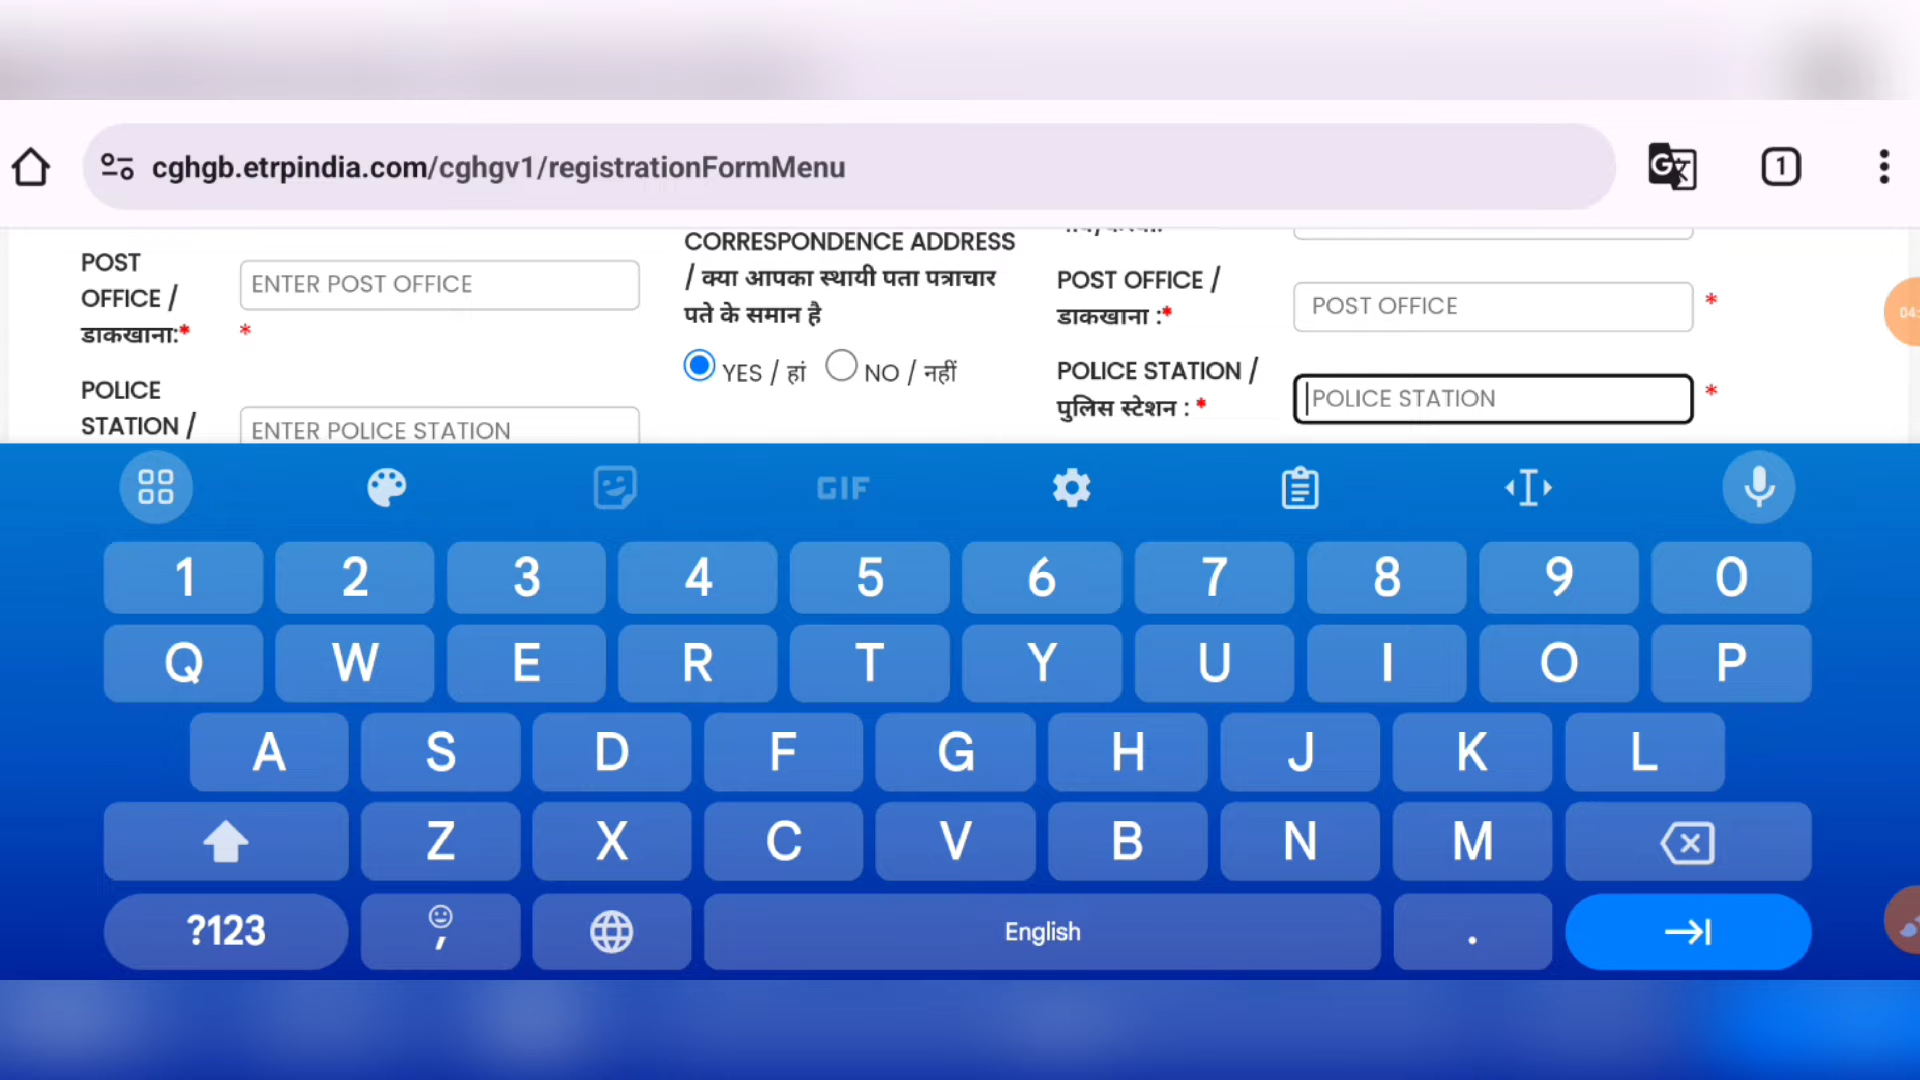 cghgb.etrpindia.com/cghgv1/registrationFormMenu
1
POST
OFFICE /
डाकखाना:*
ENTER POST OFFICE
*
POLICE
STATION /
ENTER POLICE STATION
CORRESPONDENCE ADDRESS
/ क्या आपका स्थायी पता पत्राचार
पते के समान है
YES / हां NO / नहीं
POST OFFICE /
डाकखाना :*
POST OFFICE
*
POLICE STATION /
पुलिस स्टेशन : *
POLICE STATION
*
04:
GIF
1 2 3 4 5 6 7 8 9 0
Q W E R T Y U I O P
A S D F G H J K L
Z X C V B N M
?123 , English .